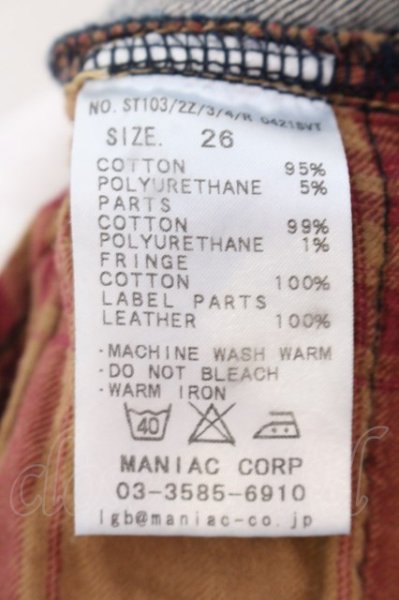 NO. ST103/2Z/3/4/R 0421SVT
SIZE. 26
COTTON 95%
POLYURETHANE 5%
PARTS
COTTON 99%
POLYURETHANE 1%
FRINGE
COTTON 100%
LABEL PARTS
LEATHER 100%
·MACHINE WASH WARM
·DO NOT BLEACH
·WARM IRON
40
MANIAC CORP
03-3585-6910
lgb@maniac-co.jp